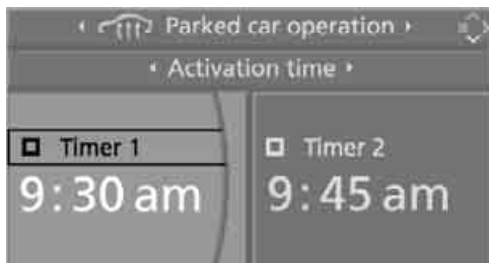 Parked car operation
Activation time
Timer 1
9:30 am
Timer 2
9:45 am